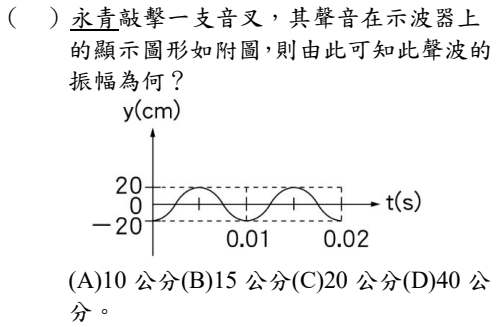 (　　) 永青敲擊一支音叉，其聲音在示波器上
的顯示圖形如附圖，則由此可知此聲波的
振幅為何？
y(cm)
20
0
−20
t(s)
0.01
0.02
(A)10 公分(B)15 公分(C)20 公分(D)40 公
分。